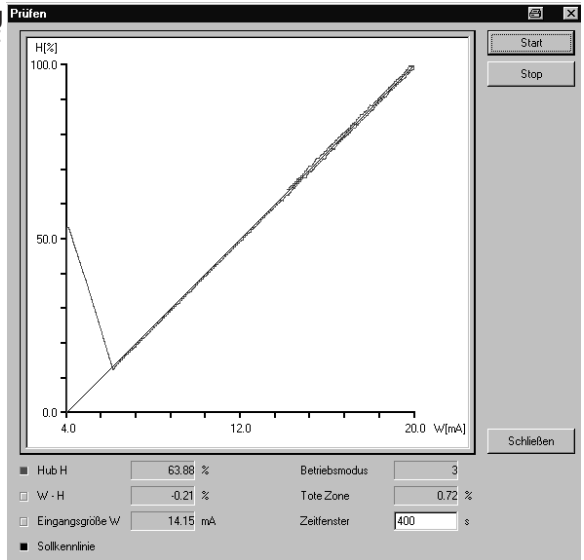 Prüfen
H[%]
100.0
50.0
0.0
4.0 12.0 20.0 W[mA]
Start
Stop
Schließen
Hub H 63.88 % Betriebsmodus 3
W - H -0.21 % Tote Zone 0.72 %
Eingangsgröße W 14.15 mA Zeitfenster 400 s
Sollkennlinie